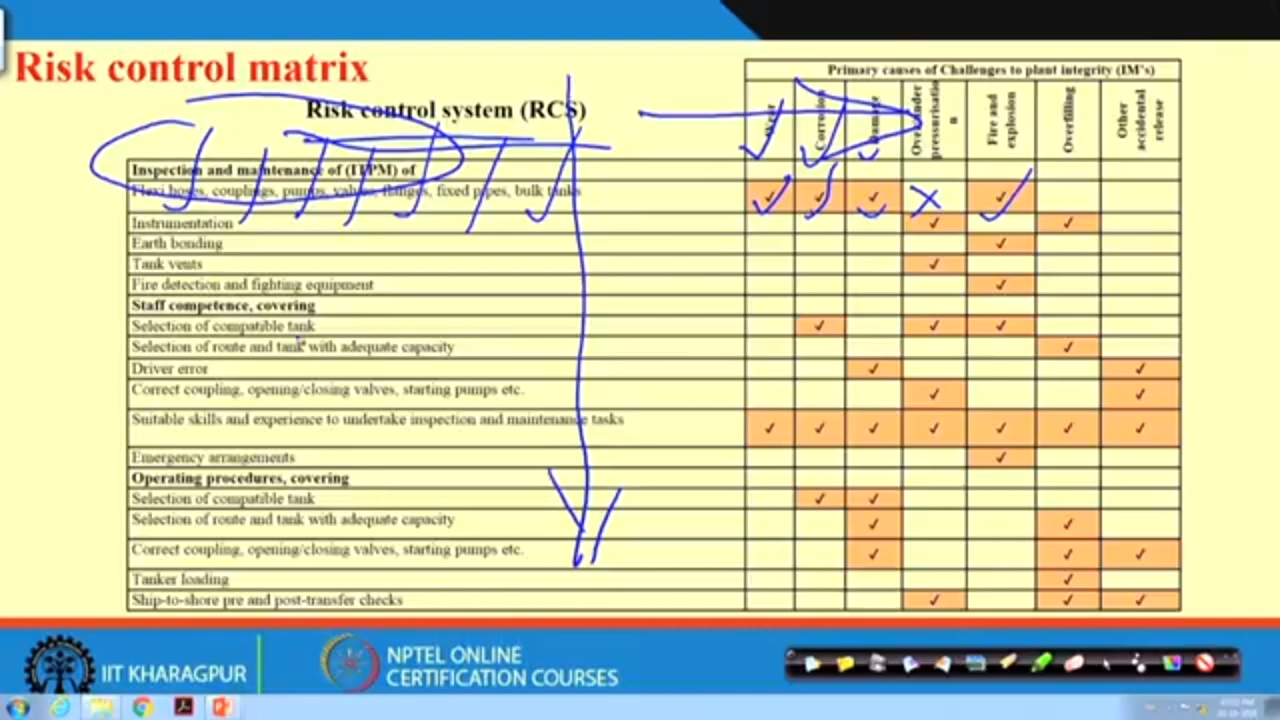 Risk control matrix
Primary causes of Challenges to plant integrity (IM's)
Risk control system (RCS)
Wear
Corrosion
Damage
Fire and explosion
Overfilling
Other accidental release
Inspection and maintenance of (ITPM) of
Flexi hoses, couplings, pumps, valves, flanges, fixed pipes, bulk tanks ✓ ✓ ✓ ✓
Instrumentation ✓ ✓
Earth bonding ✓
Tank vents ✓
Fire detection and fighting equipment ✓
Staff competence, covering
Selection of compatible tank ✓ ✓ ✓
Selection of route and tank with adequate capacity ✓
Driver error ✓ ✓
Correct coupling, opening/closing valves, starting pumps etc. ✓ ✓
Suitable skills and experience to undertake inspection and maintenance tasks ✓ ✓ ✓ ✓ ✓ ✓ ✓
Emergency arrangements ✓
Operating procedures, covering
Selection of compatible tank ✓ ✓
Selection of route and tank with adequate capacity ✓ ✓
Correct coupling, opening/closing valves, starting pumps etc. ✓ ✓ ✓
Tanker loading ✓
Ship-to-shore pre and post-transfer checks ✓ ✓ ✓
IIT KHARAGPUR
NPTEL ONLINE
CERTIFICATION COURSES